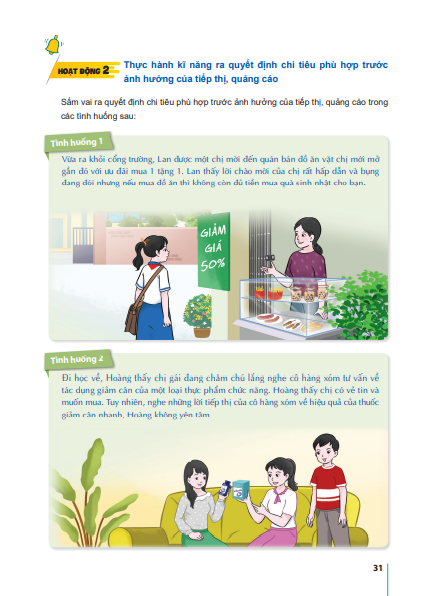 HOẠT ĐỘNG 2
Thực hành kĩ năng ra quyết định chi tiêu phù hợp trước
ảnh hưởng của tiếp thị, quảng cáo
Sắm vai ra quyết định chi tiêu phù hợp trước ảnh hưởng của tiếp thị, quảng cáo trong
các tình huống sau:
Tình huống 1
Vừa ra khỏi cổng trường, Lan được một chị mời đến quán bán đồ ăn vặt chị mới mở
gần đó với ưu đãi mua 1 tặng 1. Lan thấy lời chào mời của chị rất hấp dẫn và bụng
đang đói nhưng nếu mua đồ ăn thì không còn đủ tiền mua quà sinh nhật cho bạn.
GIẢM
GIÁ
50%
Tình huống 2
Đi học về, Hoàng thấy chị gái đang chăm chú lắng nghe cô hàng xóm tư vấn về
tác dụng giảm cân của một loại thực phẩm chức năng. Hoàng thấy chị có vẻ tin và
muốn mua. Tuy nhiên, nghe những lời tiếp thị của cô hàng xóm về hiệu quả của thuốc
giảm cân nhanh, Hoàng không yên tâm
31